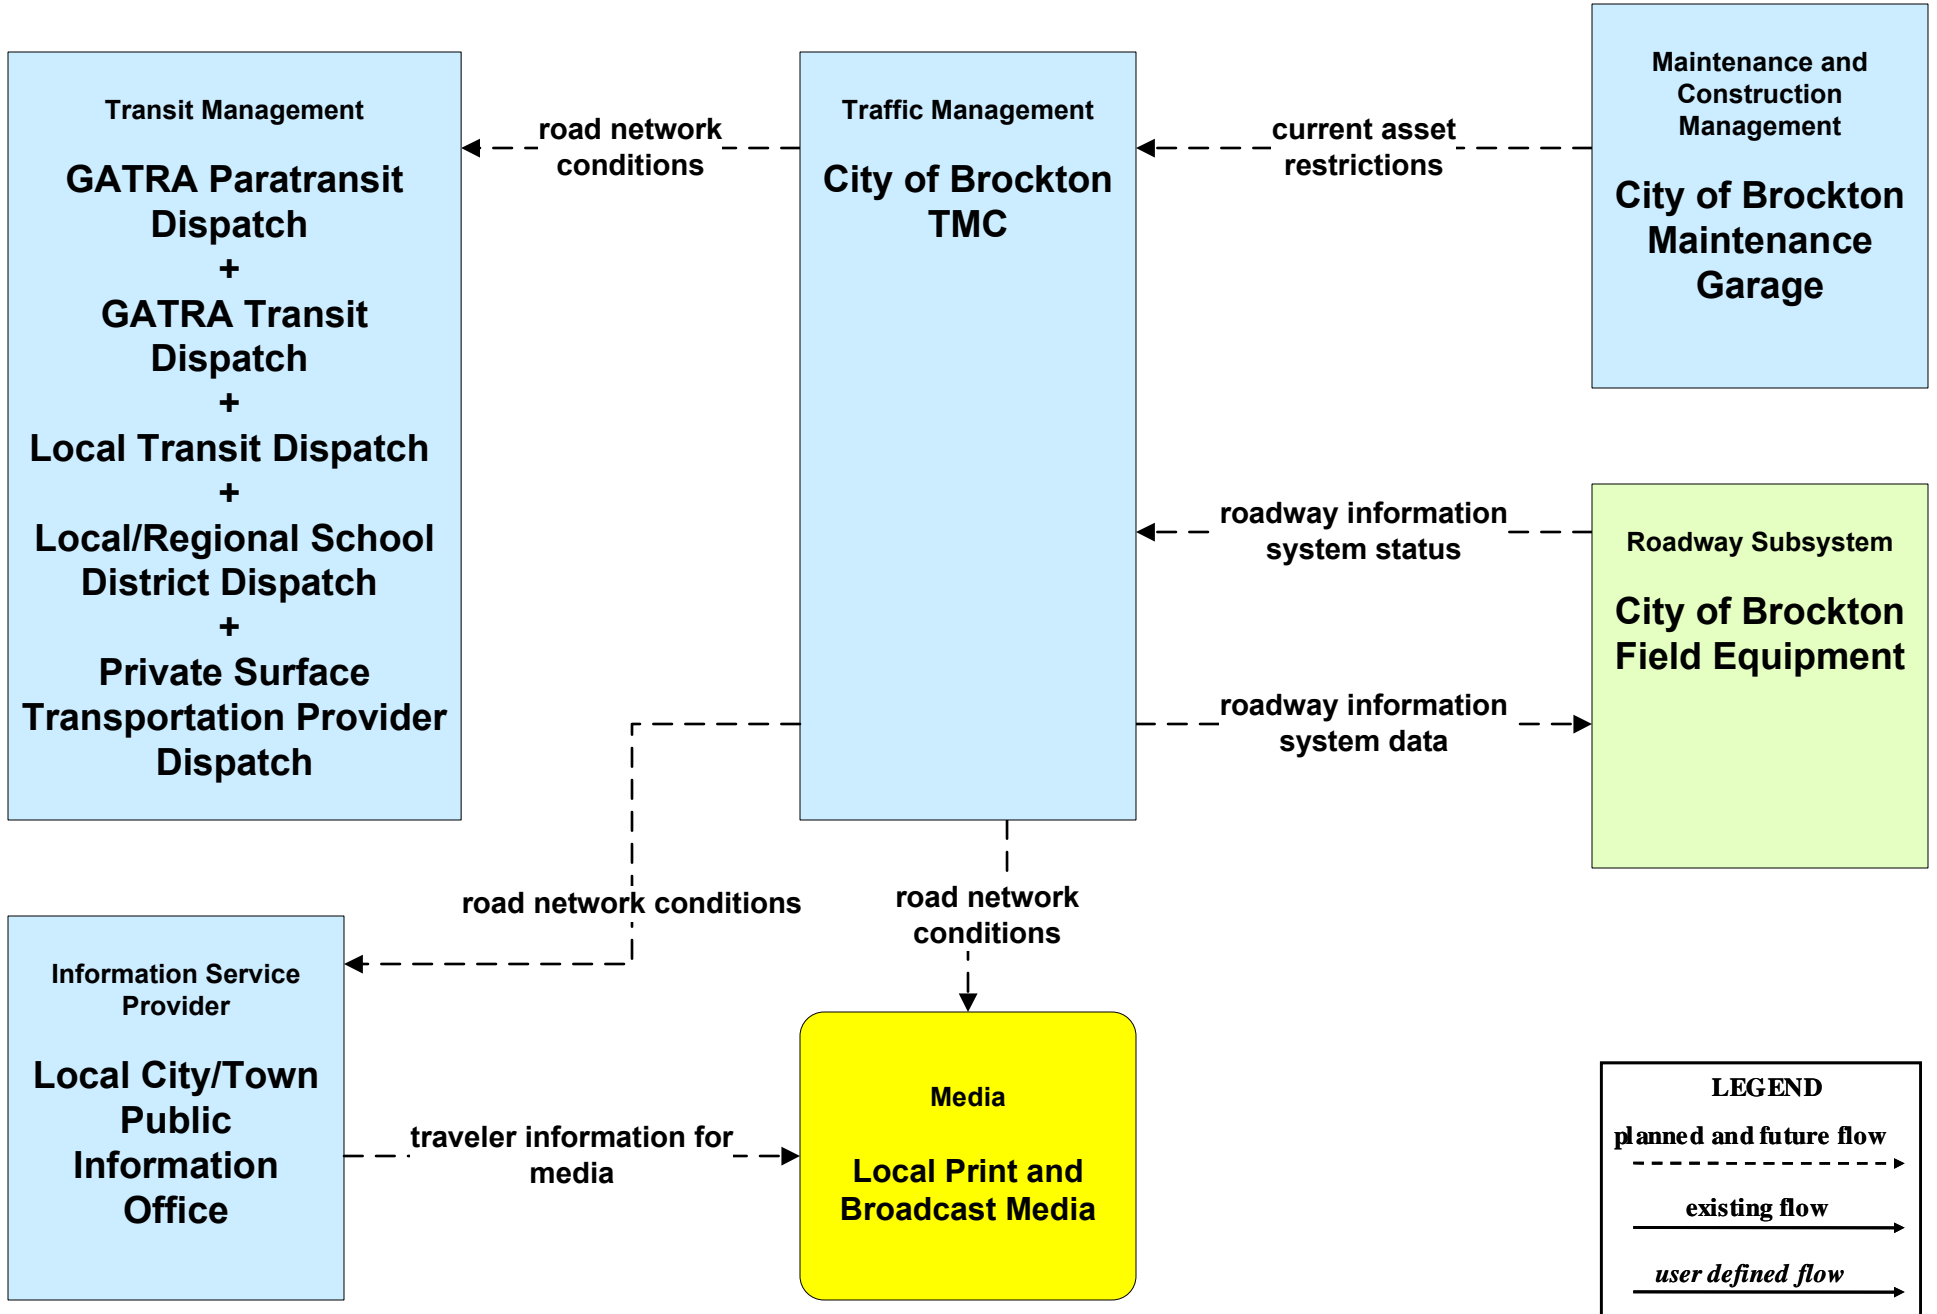 Transit Management
GATRA Paratransit
Dispatch
+
GATRA Transit
Dispatch
+
Local Transit Dispatch
+
Local/Regional School
District Dispatch
+
Private Surface
Transportation Provider
Dispatch
road network
conditions
Traffic Management
City of Brockton
TMC
current asset
restrictions
Maintenance and
Construction
Management
City of Brockton
Maintenance
Garage
roadway information
system status
roadway information
system data
Roadway Subsystem
City of Brockton
Field Equipment
road network conditions
road network
conditions
Information Service
Provider
Local City/Town
Public
Information
Office
traveler information for
media
Media
Local Print and
Broadcast Media
LEGEND
planned and future flow
existing flow
user defined flow